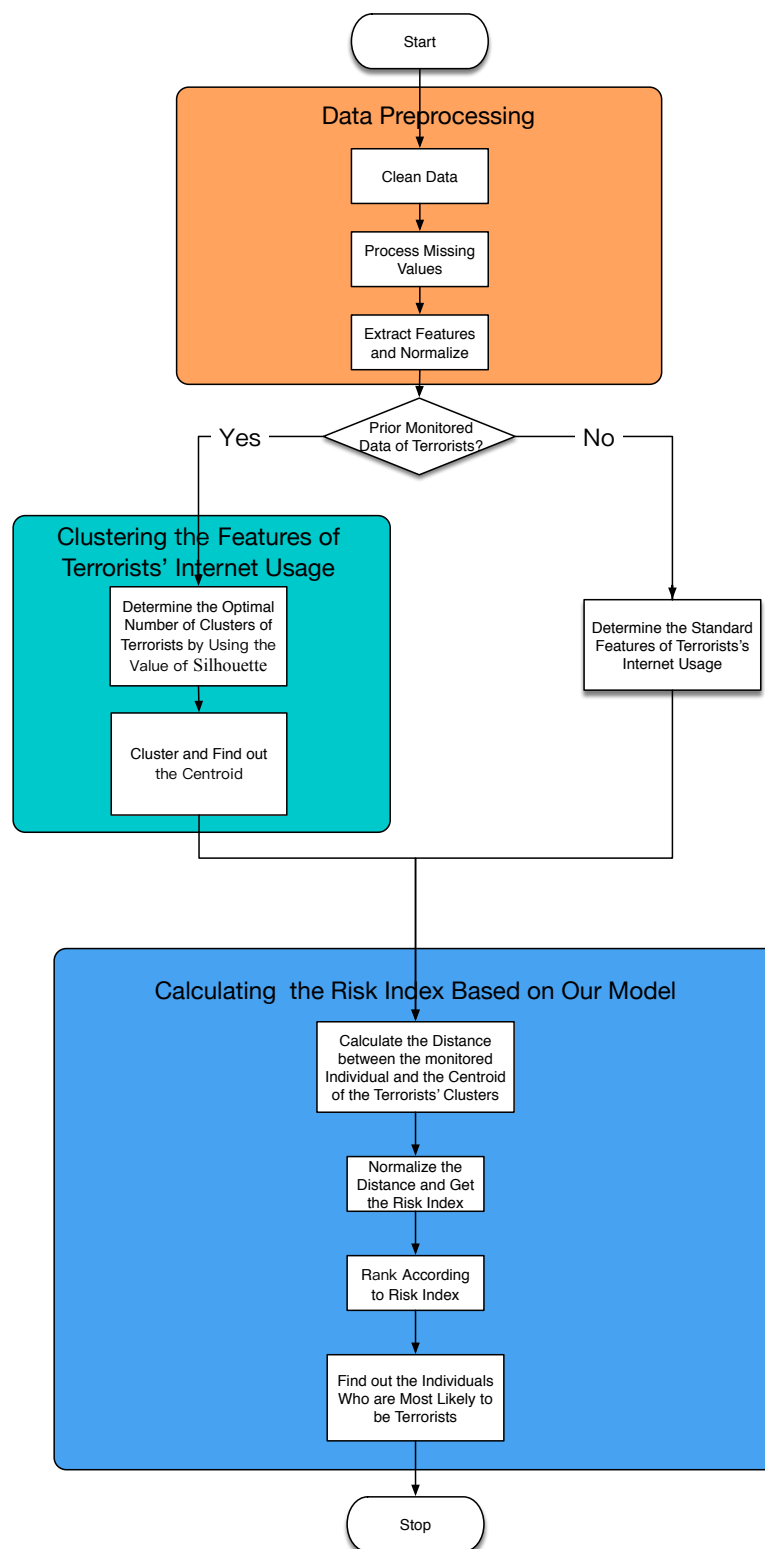 Start
Data Preprocessing
Clean Data
Process Missing
Values
Extract Features
and Normalize
Prior Monitored
Data of Terrorists?
Yes
No
Clustering the Features of
Terrorists' Internet Usage
Determine the Optimal
Number of Clusters of
Terrorists by Using the
Value of Silhouette
Cluster and Find out
the Centroid
Determine the Standard
Features of Terrorists's
Internet Usage
Calculating the Risk Index Based on Our Model
Calculate the Distance
between the monitored
Individual and the Centroid
of the Terrorists' Clusters
Normalize the
Distance and Get
the Risk Index
Rank According
to Risk Index
Find out the Individuals
Who are Most Likely to
be Terrorists
Stop